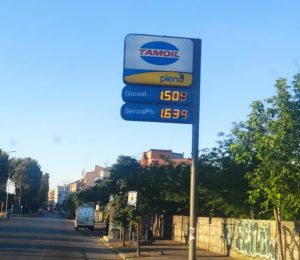 TAMOIL
pieno
Diesel 1.509
SenzaPb 1.639